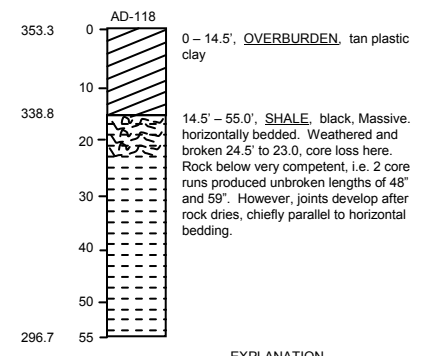 AD-118
353.3 0
0 – 14.5', OVERBURDEN, tan plastic
clay
10
338.8
14.5' – 55.0', SHALE, black, Massive.
horizontally bedded. Weathered and
20
broken 24.5' to 23.0, core loss here.
Rock below very competent, i.e. 2 core
30
runs produced unbroken lengths of 48"
and 59". However, joints develop after
rock dries, chiefly parallel to horizontal
40
bedding.
50
296.7 55
EXPLANATION